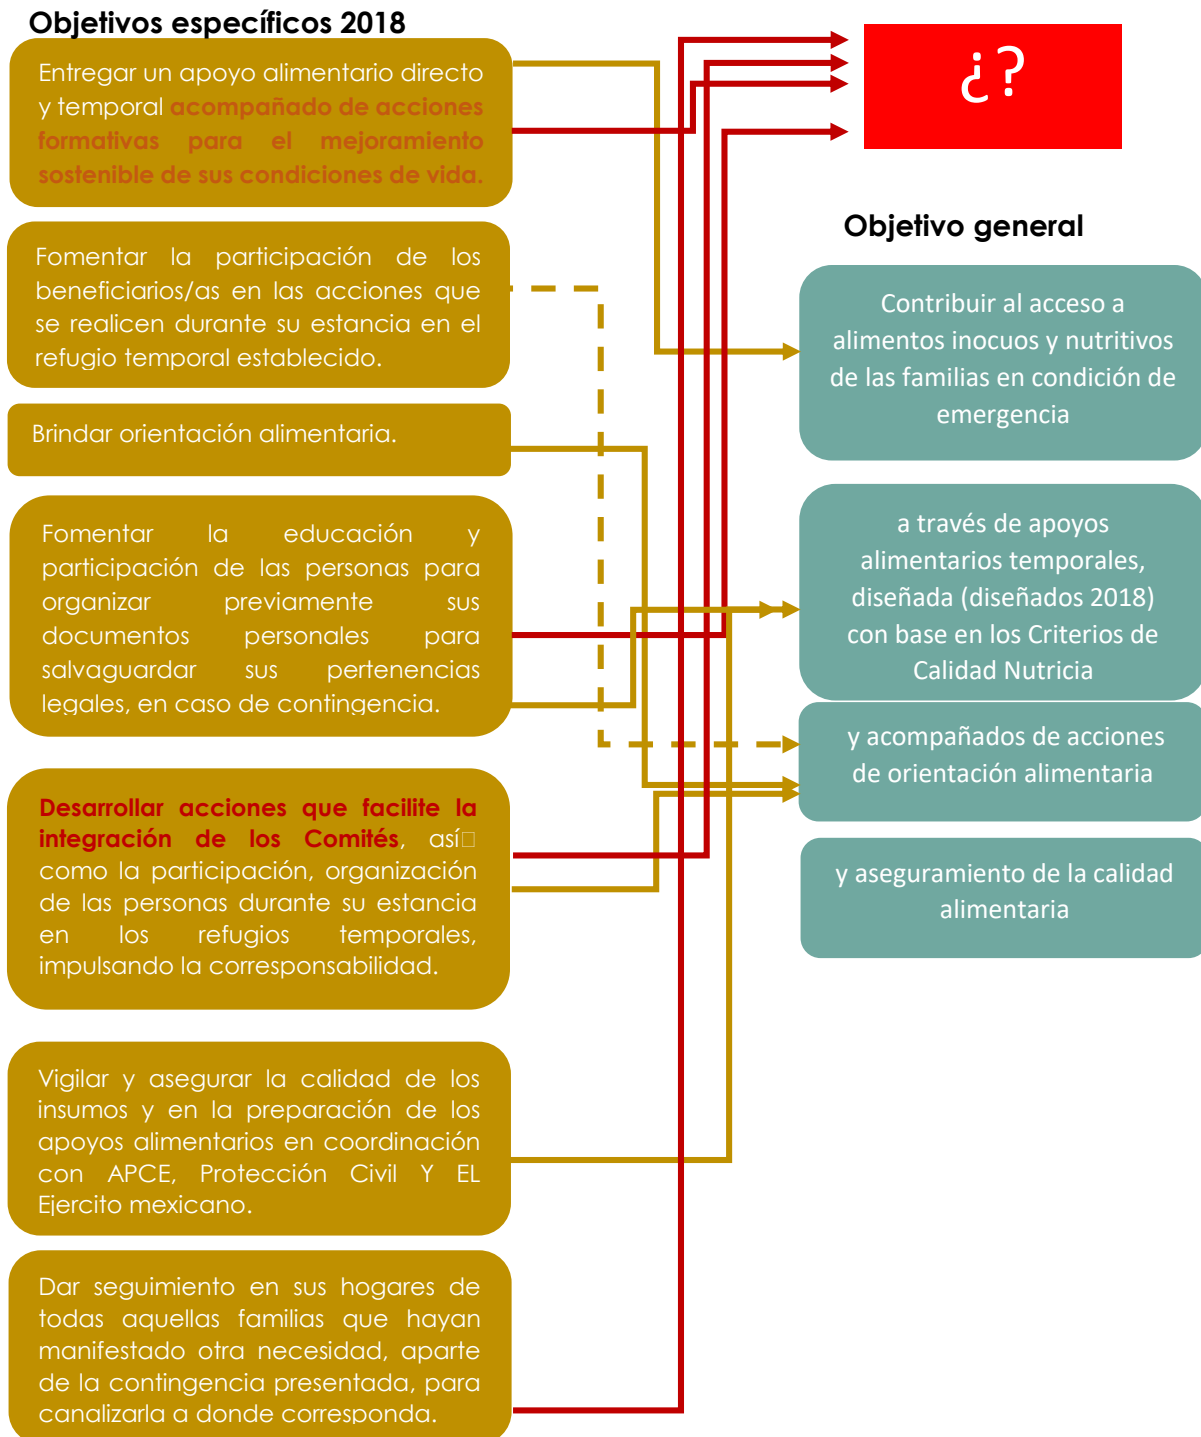 Objetivos específicos 2018
Entregar un apoyo alimentario directo
y temporal acompañado de acciones
formativas para el mejoramiento
sostenible de sus condiciones de vida.
Fomentar la participación de los
beneficiarios/as en las acciones que
se realicen durante su estancia en el
refugio temporal establecido.
Brindar orientación alimentaria.
Fomentar la educación y
participación de las personas para
organizar previamente sus
documentos personales para
salvaguardar sus pertenencias
legales, en caso de contingencia.
Desarrollar acciones que facilite la
integración de los Comités, así□
como la participación, organización
de las personas durante su estancia
en los refugios temporales,
impulsando la corresponsabilidad.
Vigilar y asegurar la calidad de los
insumos y en la preparación de los
apoyos alimentarios en coordinación
con APCE, Protección Civil Y EL
Ejercito mexicano.
Dar seguimiento en sus hogares de
todas aquellas familias que hayan
manifestado otra necesidad, aparte
de la contingencia presentada, para
canalizarla a donde corresponda.
¿?
Objetivo general
Contribuir al acceso a
alimentos inocuos y nutritivos
de las familias en condición de
emergencia
a través de apoyos
alimentarios temporales,
diseñada (diseñados 2018)
con base en los Criterios de
Calidad Nutricia
y acompañados de acciones
de orientación alimentaria
y aseguramiento de la calidad
alimentaria